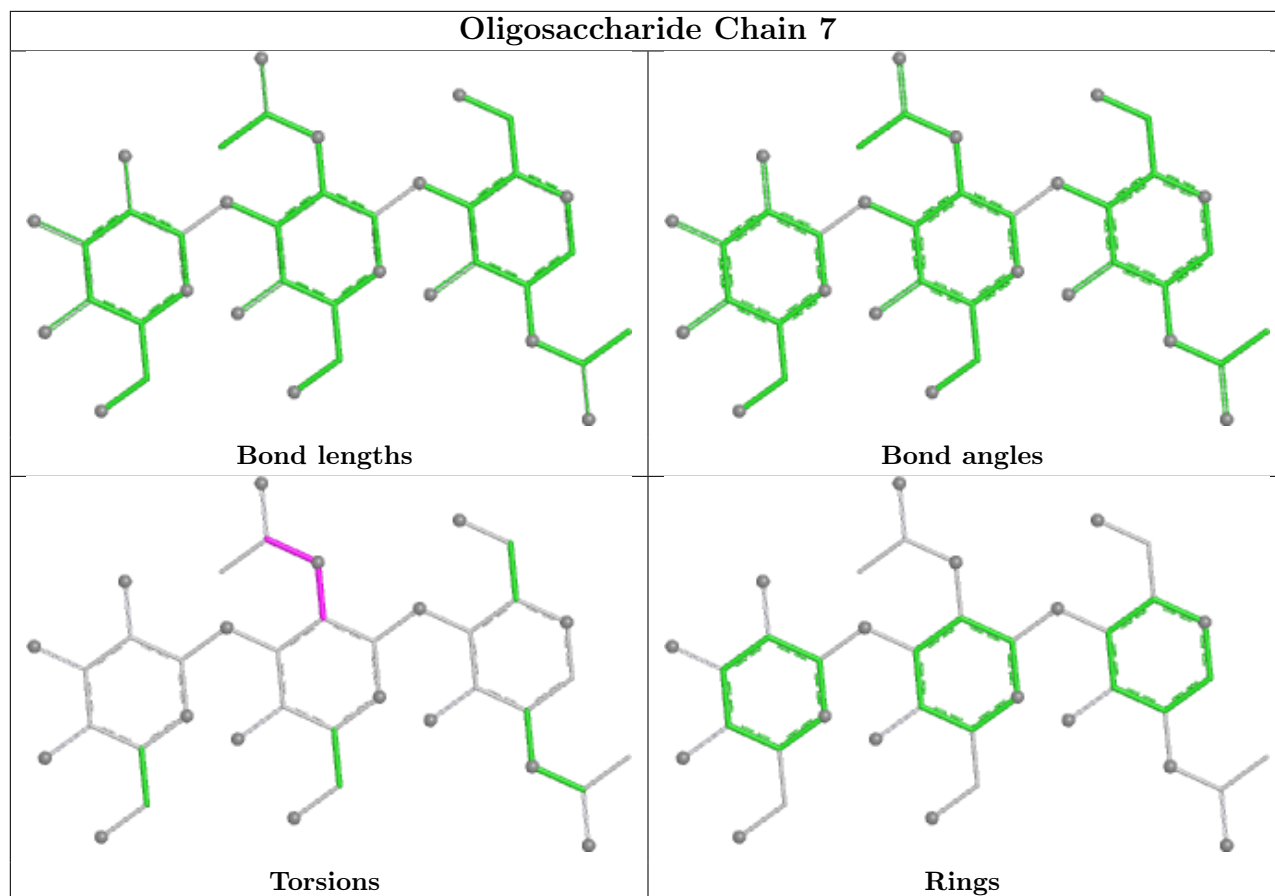 Oligosaccharide Chain 7
Bond lengths
Bond angles
Torsions
Rings